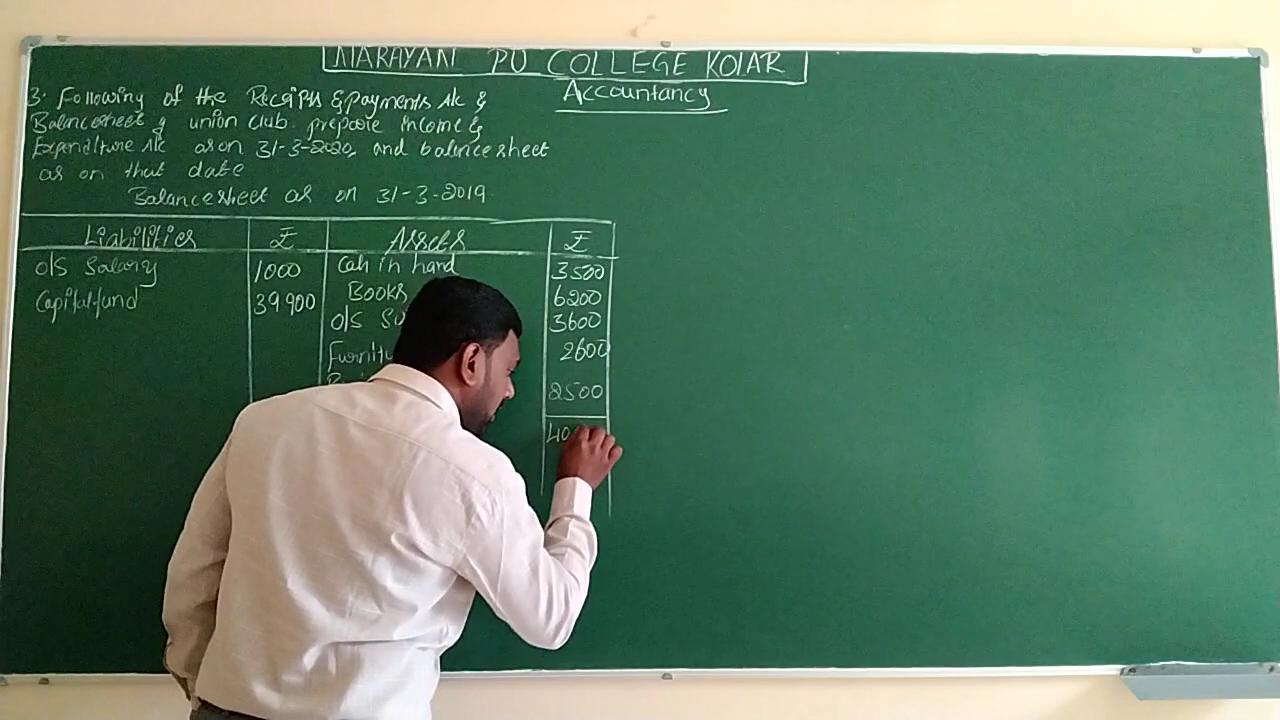 NARAYAN PU COLLEGE KOLAR
Accountancy
3. Following of the Receipts & payments A/c &
Balancesheet of union club. prepare income &
Expenditure A/c as on 31-3-2020, and balance sheet
as on that date
Balancesheet as on 31-3-2019.
Liabilities ₹ Assets ₹
O/S Salary 1000 Cash in hand 3500
Capitalfund 39900 Books 6200
O/S 3600
2600
2500